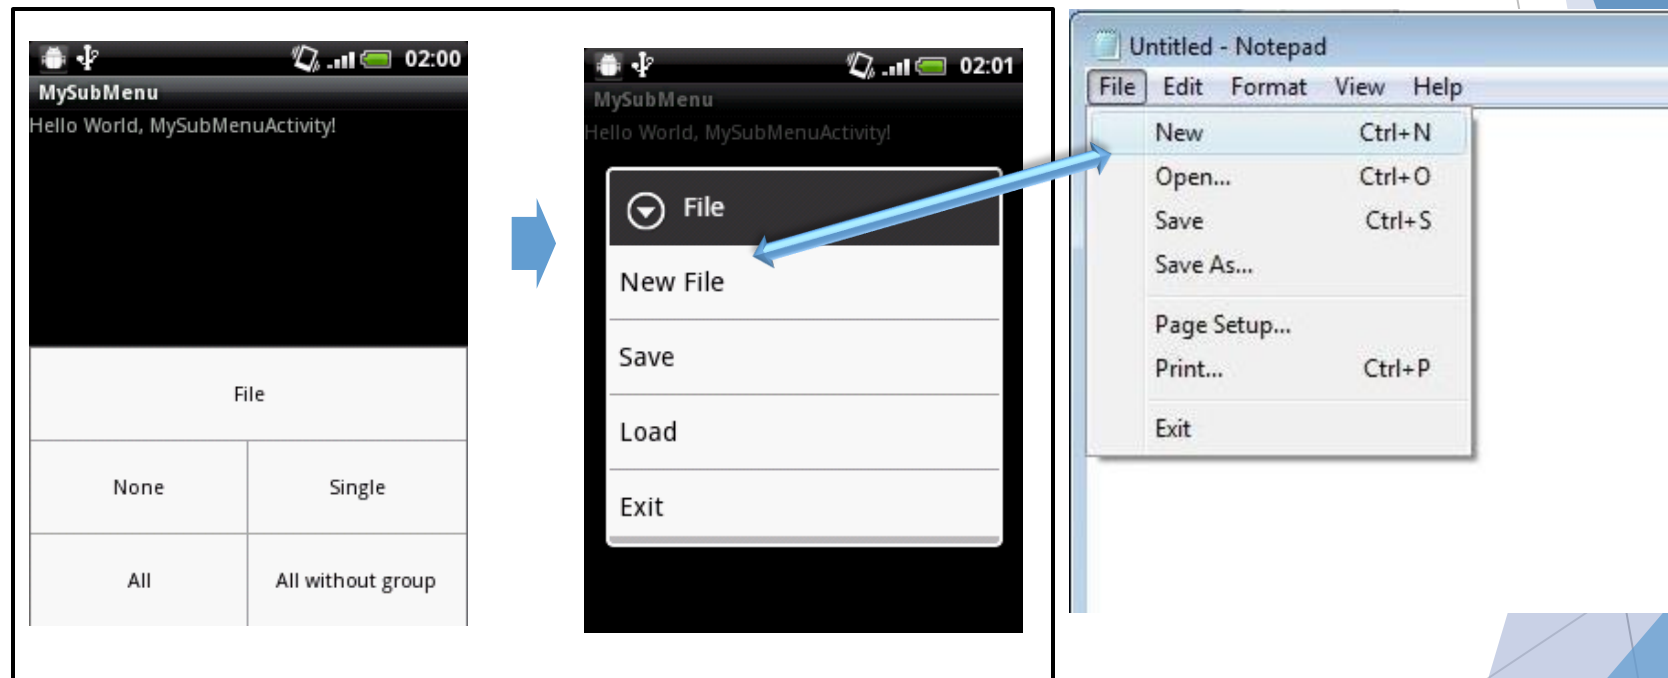 02:00
MySubMenu
Hello World, MySubMenuActivity!
File
None Single
All All without group
02:01
MySubMenu
Hello World, MySubMenuActivity!
File
New File
Save
Load
Exit
Untitled - Notepad
File Edit Format View Help
New Ctrl+N
Open... Ctrl+O
Save Ctrl+S
Save As...
Page Setup...
Print... Ctrl+P
Exit